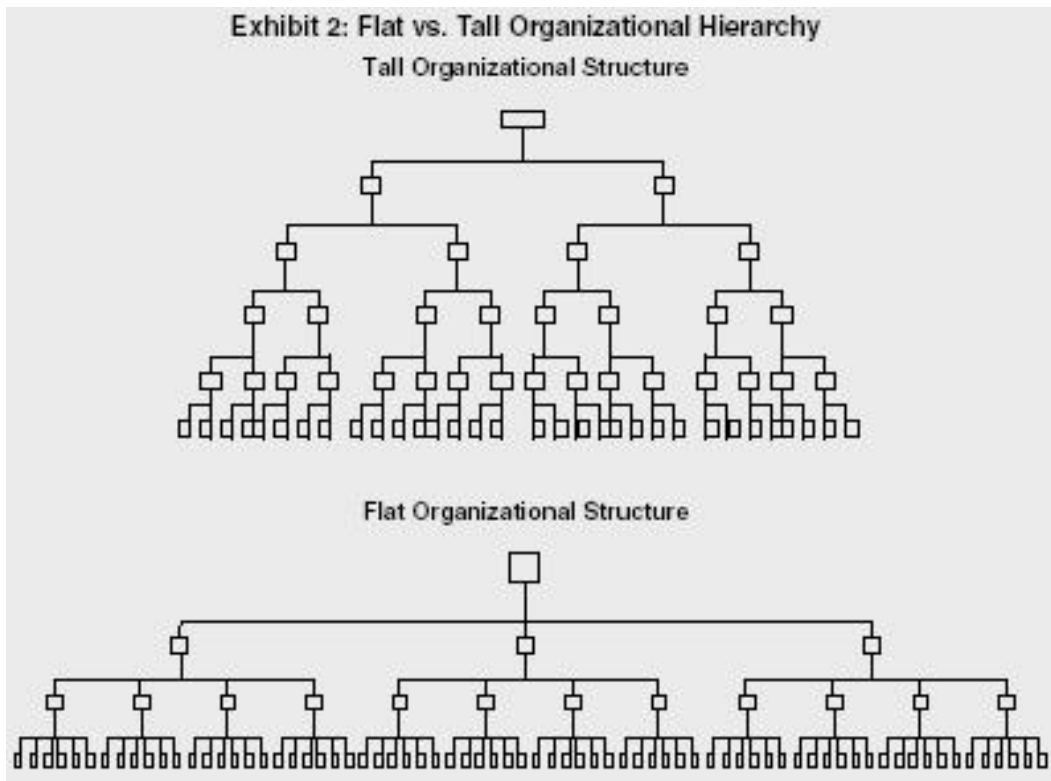 Exhibit 2: Flat vs. Tall Organizational Hierarchy
Tall Organizational Structure
Flat Organizational Structure